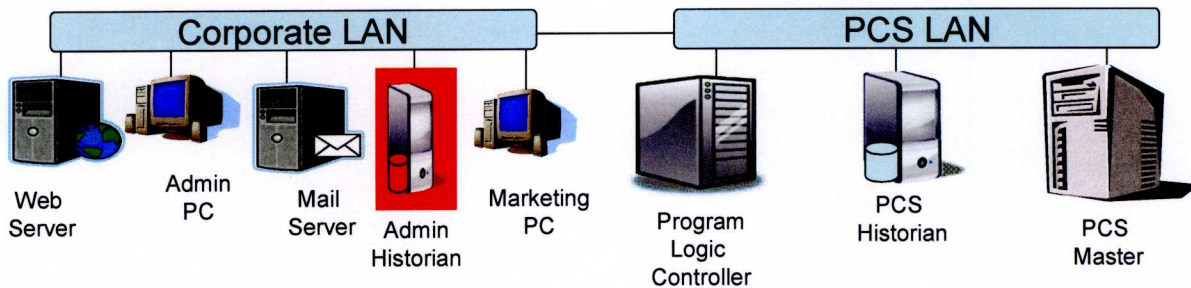 Corporate LAN
PCS LAN
Web
Server
Admin
PC
Mail
Server
Admin
Historian
Marketing
PC
Program
Logic
Controller
PCS
Historian
PCS
Master